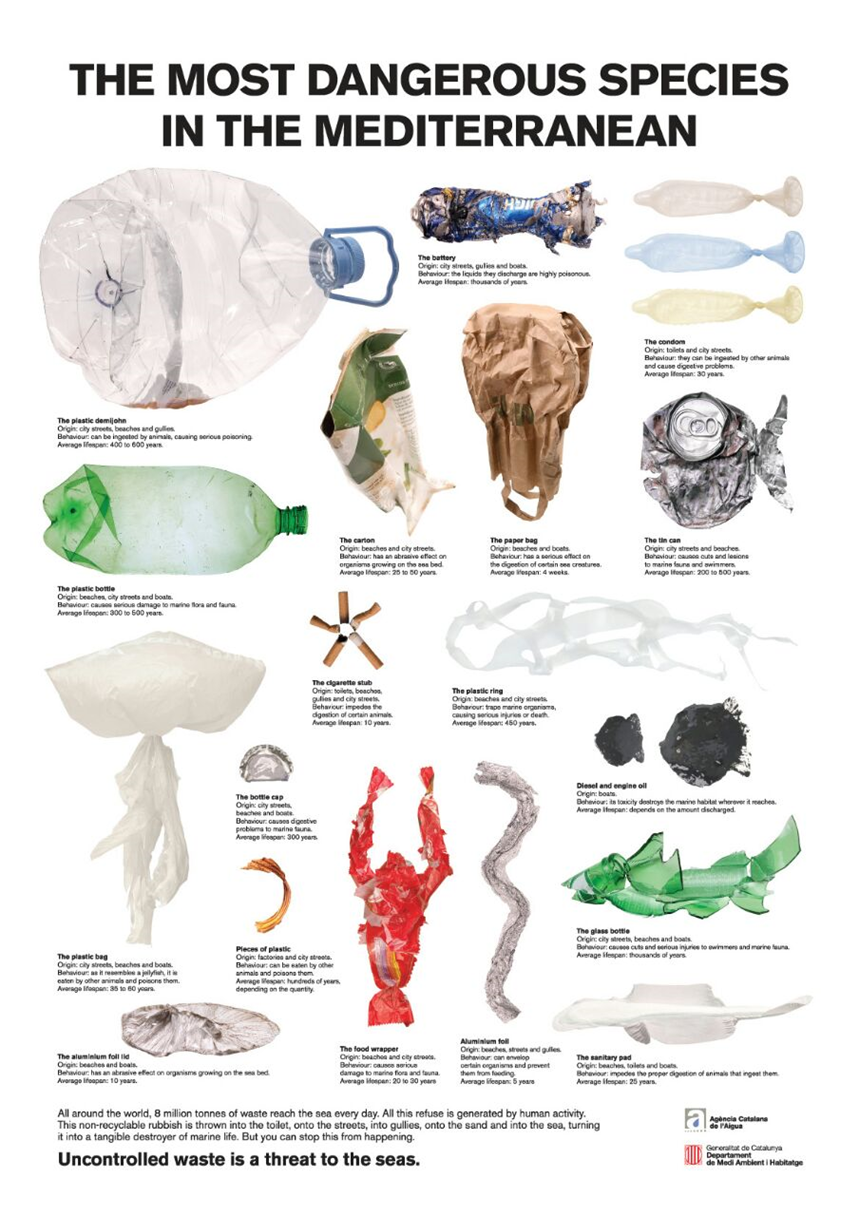 THE MOST DANGEROUS SPECIES
IN THE MEDITERRANEAN
The battery
Origin: city streets, gullies and boats.
Behaviour: the liquids they discharge are highly poisonous.
Average lifespan: thousands of years.
The condom
Origin: toilets and city streets.
Behaviour: they can be ingested by other animals
and cause digestive problems.
Average lifespan: 30 years.
The plastic demijohn
Origin: city streets, beaches and gullies.
Behaviour: can be ingested by animals, causing serious poisoning.
Average lifespan: 400 to 600 years.
The carton
Origin: beaches and city streets.
Behaviour: has an abrasive effect on
organisms growing on the sea bed.
Average lifespan: 25 to 50 years.
The paper bag
Origin: beaches and boats.
Behaviour: has a serious effect on
the digestion of certain sea creatures.
Average lifespan: 4 weeks.
The tin can
Origin: city streets and beaches.
Behaviour: causes cuts and lesions
to marine fauna and swimmers.
Average lifespan: 200 to 500 years.
The plastic bottle
Origin: beaches, city streets and boats.
Behaviour: causes serious damage to marine flora and fauna.
Average lifespan: 300 to 500 years.
The cigarette stub
Origin: toilets, beaches,
gullies and city streets.
Behaviour: impedes the
digestion of certain animals.
Average lifespan: 10 years.
The plastic ring
Origin: beaches and city streets.
Behaviour: traps marine organisms,
causing serious injuries or death.
Average lifespan: 450 years.
Diesel and engine oil
Origin: boats.
Behaviour: its toxicity destroys the marine habitat wherever it reaches.
Average lifespan: depends on the amount discharged.
The bottle cap
Origin: city streets,
beaches and boats.
Behaviour: causes digestive
problems to marine fauna.
Average lifespan: 300 years.
The plastic bag
Origin: city streets, beaches and boats.
Behaviour: as it resembles a jellyfish, it is
eaten by other animals and poisons them.
Average lifespan: 35 to 60 years.
Pieces of plastic
Origin: factories and city streets.
Behaviour: can be eaten by other
animals and poisons them.
Average lifespan: hundreds of years,
depending on the quantity.
The glass bottle
Origin: city streets, beaches and boats.
Behaviour: causes cuts and serious injuries to swimmers and marine fauna.
Average lifespan: thousands of years.
The aluminium foil lid
Origin: beaches and boats.
Behaviour: has an abrasive effect on organisms growing on the sea bed.
Average lifespan: 10 years.
The food wrapper
Origin: beaches and city streets.
Behaviour: causes serious
damage to marine flora and fauna.
Average lifespan: 20 to 30 years
Aluminium foil
Origin: beaches, streets and gullies.
Behaviour: can envelop
certain organisms and prevent
them from feeding.
Average lifespan: 5 years
The sanitary pad
Origin: beaches, toilets and boats.
Behaviour: impedes the proper digestion of animals that ingest them.
Average lifespan: 25 years.
All around the world, 8 million tonnes of waste reach the sea every day. All this refuse is generated by human activity.
This non-recyclable rubbish is thrown into the toilet, onto the streets, into gullies, onto the sand and into the sea, turning
it into a tangible destroyer of marine life. But you can stop this from happening.
Uncontrolled waste is a threat to the seas.
a
Agència Catalana
de l'Aigua
Generalitat de Catalunya
Departament
de Medi Ambient i Habitatge